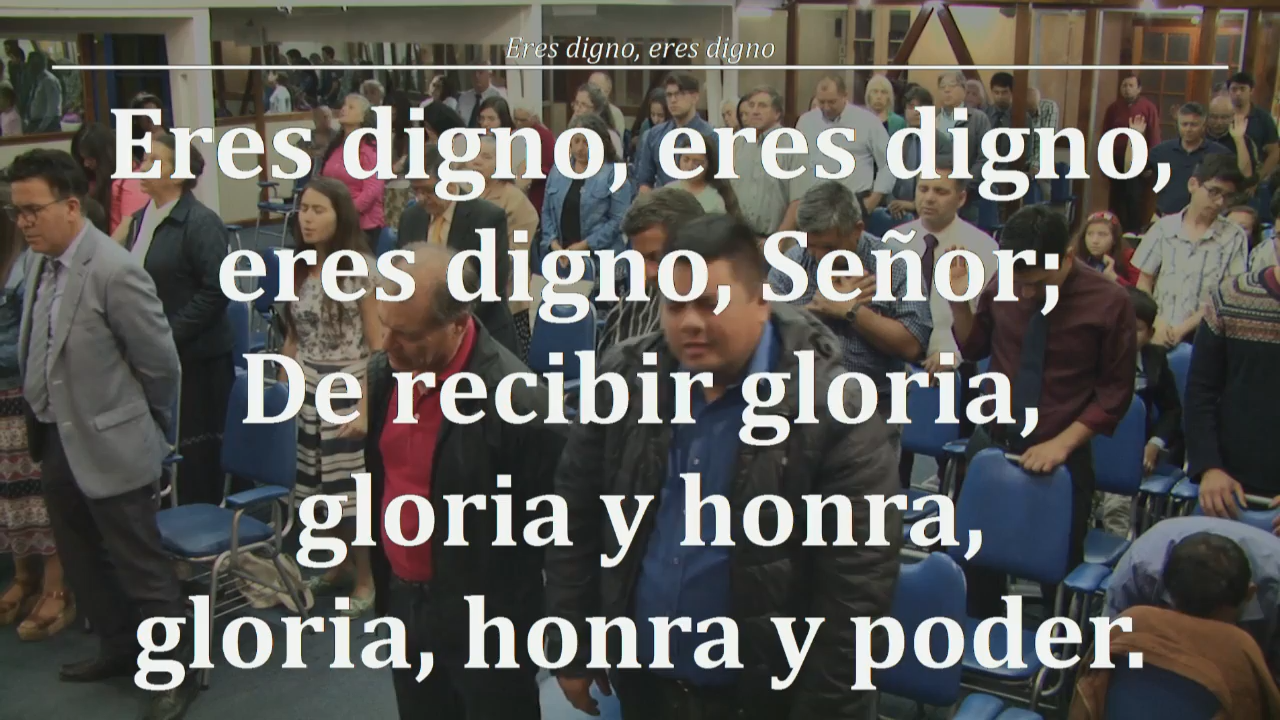 Eres digno, eres digno
Eres digno, eres digno,
eres digno, Señor;
De recibir gloria,
gloria y honra,
gloria, honra y poder.